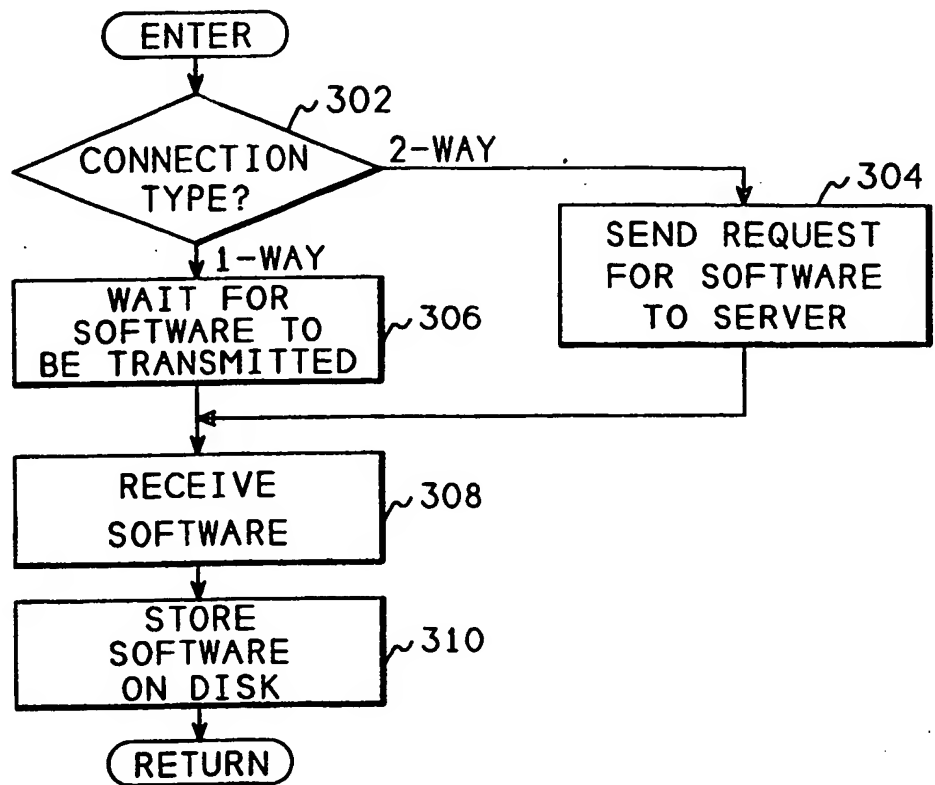 ENTER
302
CONNECTION
TYPE?
2-WAY
304
SEND REQUEST
FOR SOFTWARE
TO SERVER
1-WAY
WAIT FOR
SOFTWARE TO
BE TRANSMITTED
306
RECEIVE
SOFTWARE
308
STORE
SOFTWARE
ON DISK
310
RETURN